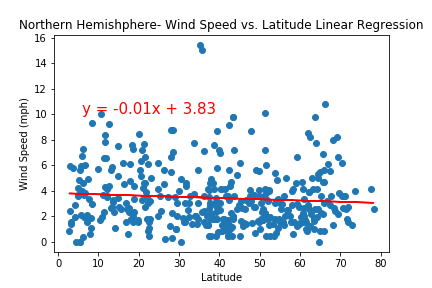 Northern Hemishphere- Wind Speed vs. Latitude Linear Regression
16
14
12
10
8
6
4
2
0
Wind Speed (mph)
y = -0.01x + 3.83
0 10 20 30 40 50 60 70 80
Latitude